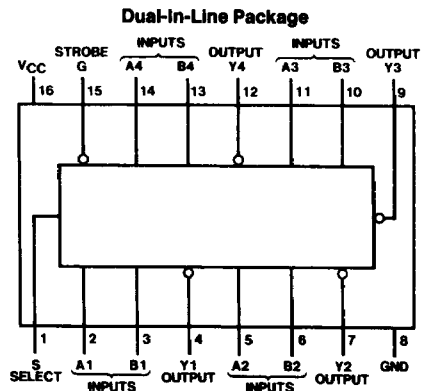 Dual-In-Line Package
INPUTS INPUTS
STROBE OUTPUT OUTPUT
VCC G A4 B4 Y4 A3 B3 Y3
16 15 14 13 12 11 10 9
1 2 3 4 5 6 7 8
S A1 B1 Y1 A2 B2 Y2 GND
SELECT OUTPUT OUTPUT
INPUTS INPUTS